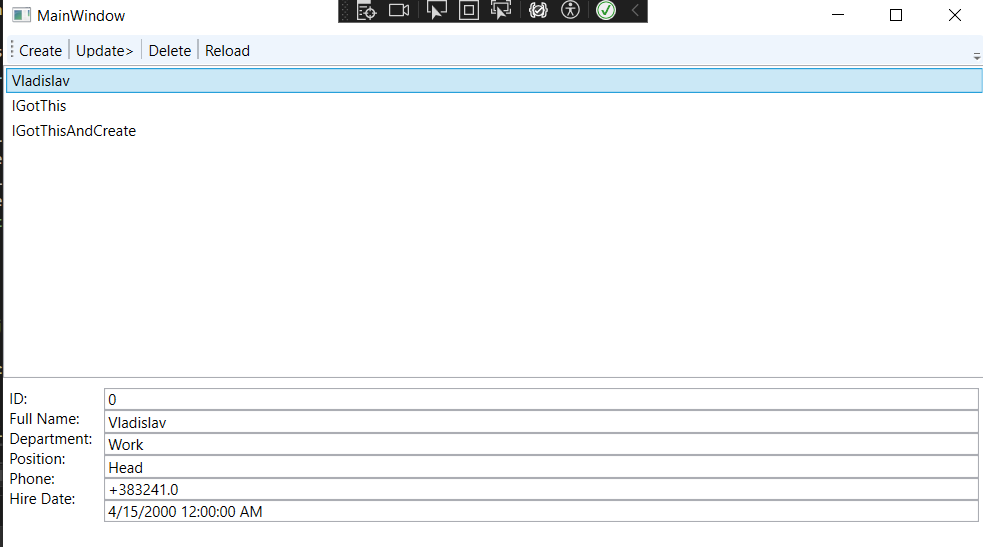 MainWindow
Create Update> Delete Reload
Vladislav
IGotThis
IGotThisAndCreate
ID: 0
Full Name: Vladislav
Department: Work
Position: Head
Phone: +383241.0
Hire Date: 4/15/2000 12:00:00 AM